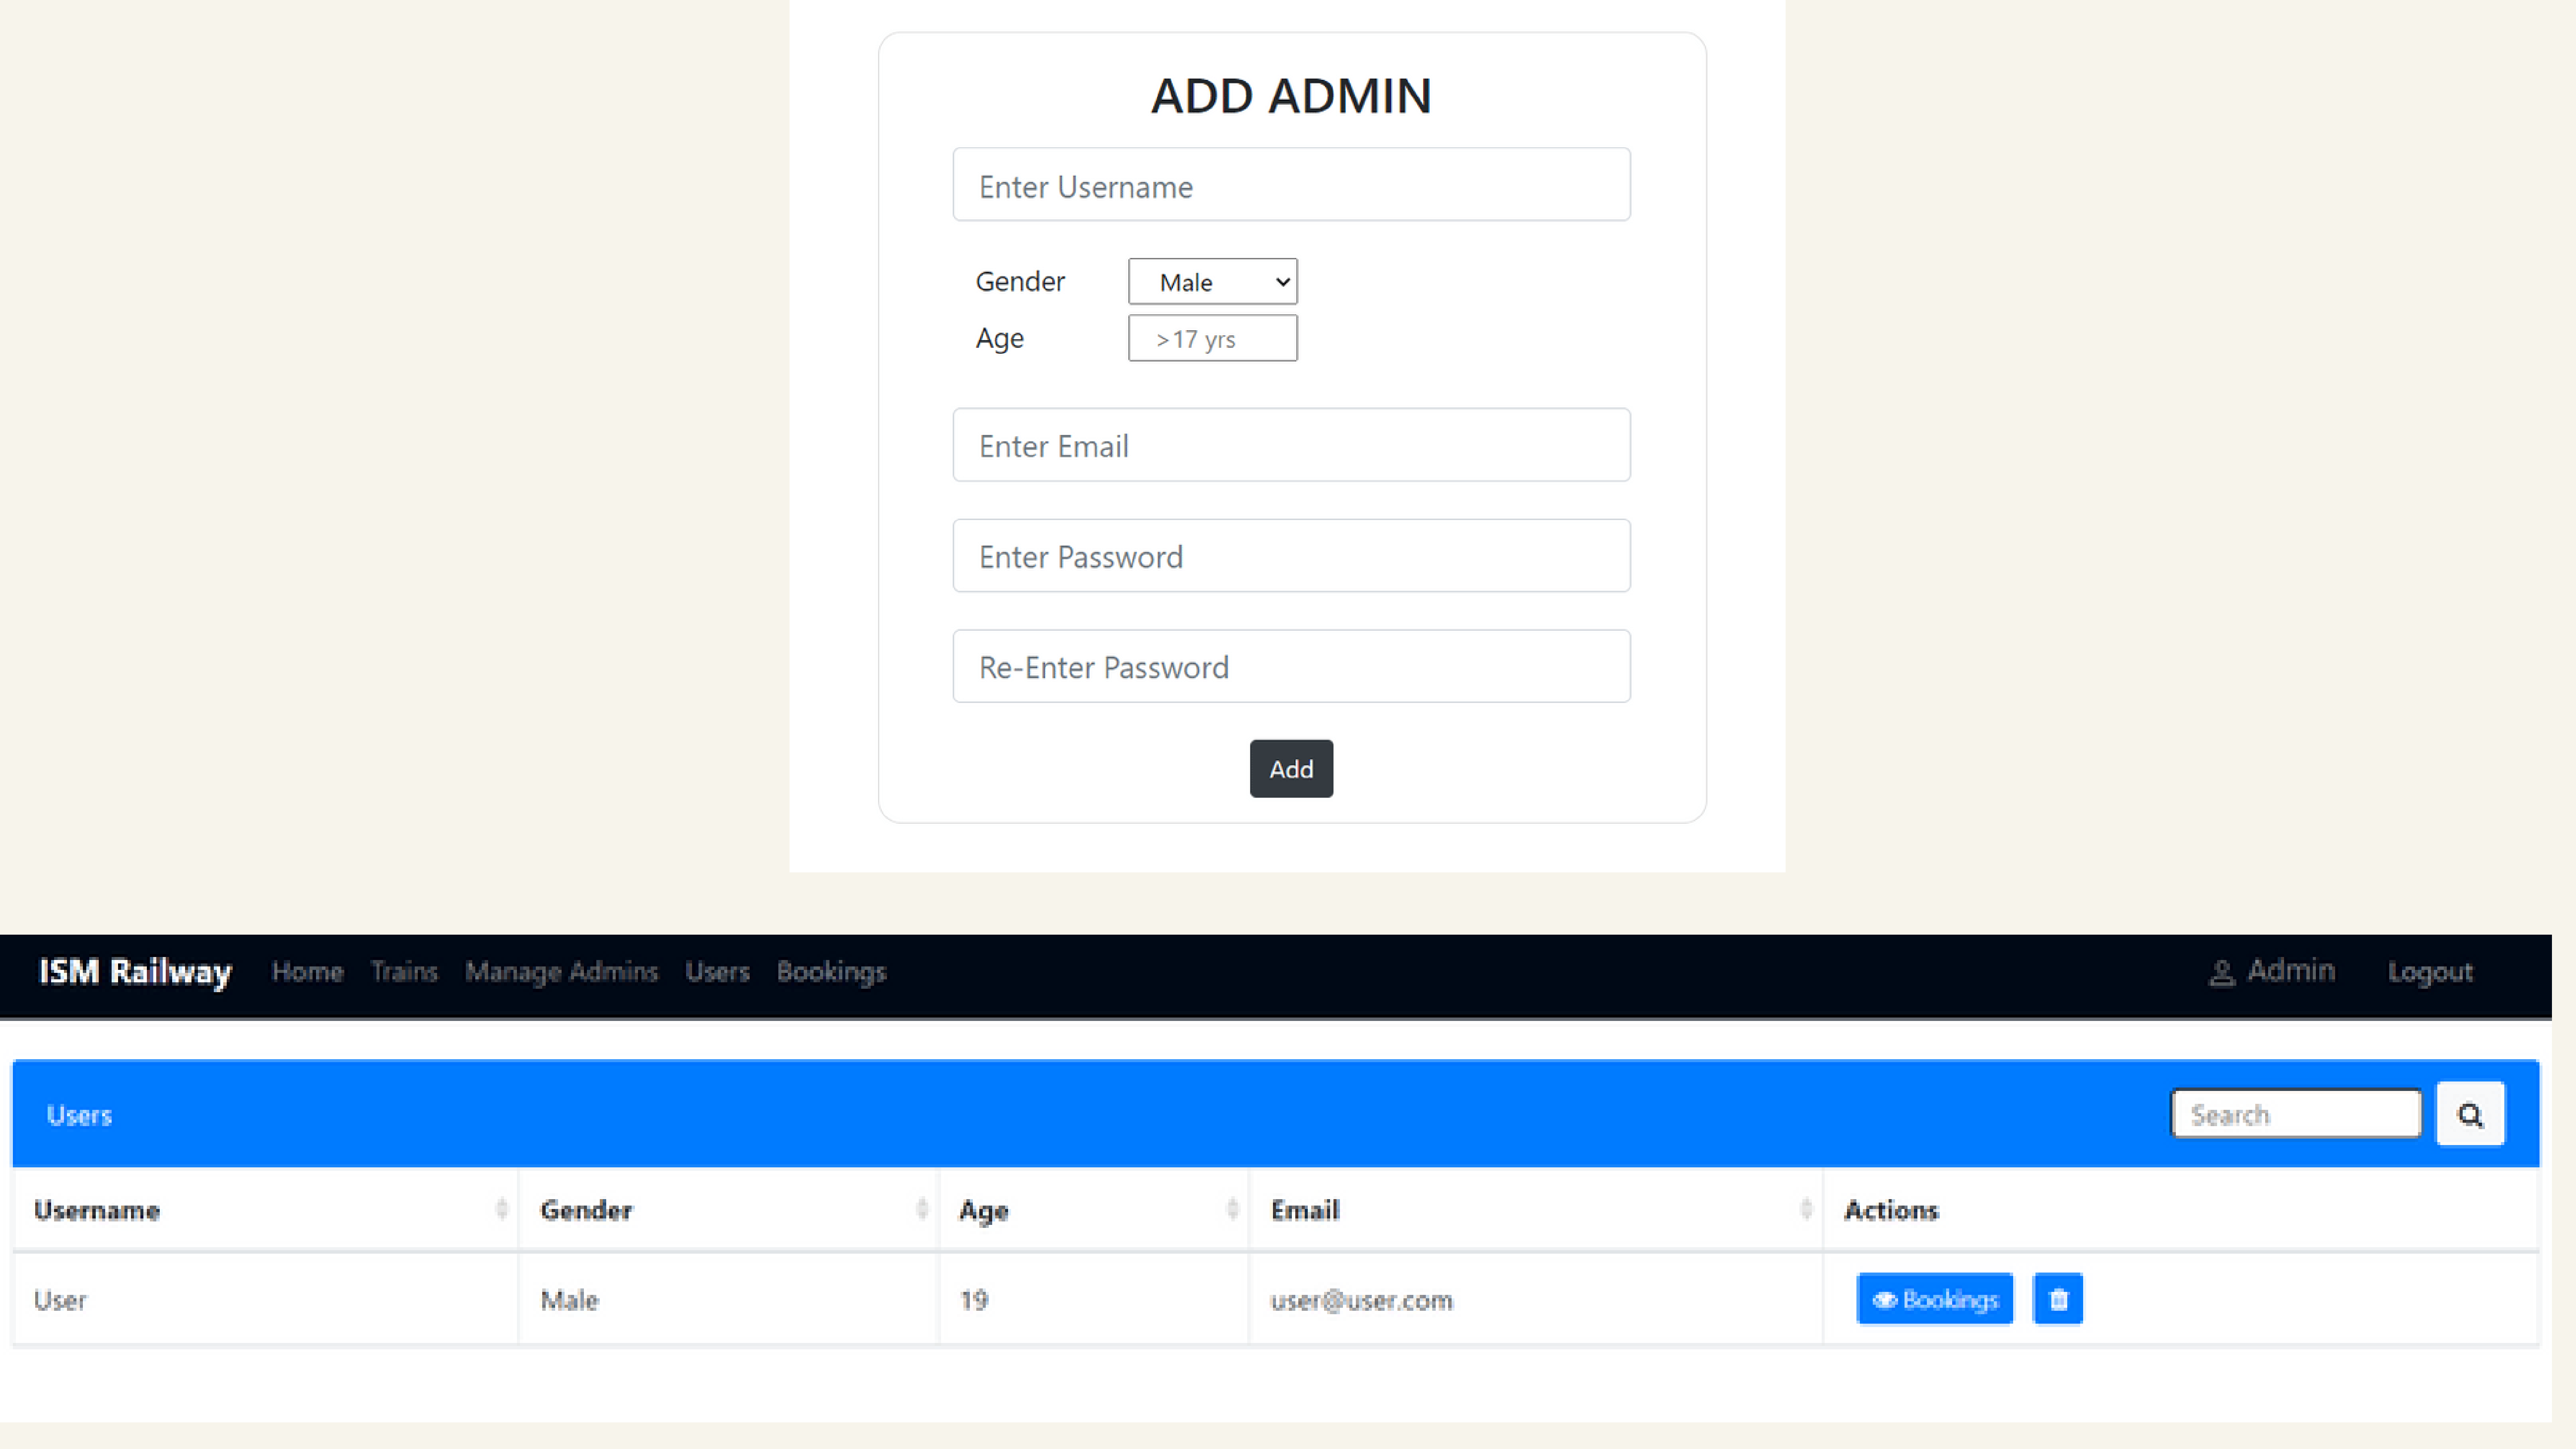 ADD ADMIN
Enter Username
Gender Male
Age >17 yrs
Enter Email
Enter Password
Re-Enter Password
Add
ISM Railway Home Trains Manage Admins Users Bookings Admin Logout
Users Search
Username Gender Age Email Actions
User Male 19 user@user.com Bookings